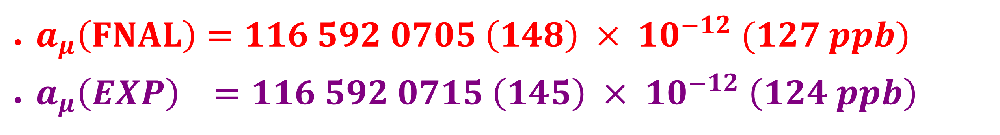 • aμ(FNAL) = 116 592 0705 (148) × 10⁻¹² (127 ppb)
• aμ(EXP) = 116 592 0715 (145) × 10⁻¹² (124 ppb)